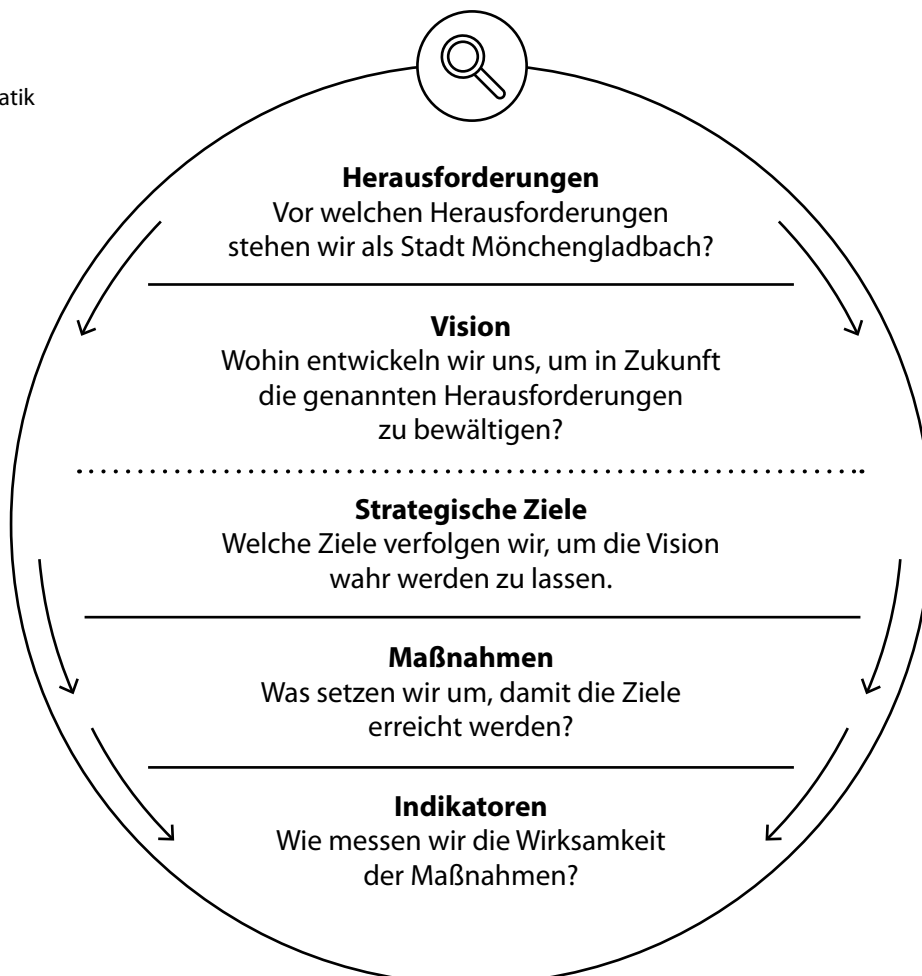 atik
Herausforderungen
Vor welchen Herausforderungen
stehen wir als Stadt Mönchengladbach?
Vision
Wohin entwickeln wir uns, um in Zukunft
die genannten Herausforderungen
zu bewältigen?
Strategische Ziele
Welche Ziele verfolgen wir, um die Vision
wahr werden zu lassen.
Maßnahmen
Was setzen wir um, damit die Ziele
erreicht werden?
Indikatoren
Wie messen wir die Wirksamkeit
der Maßnahmen?